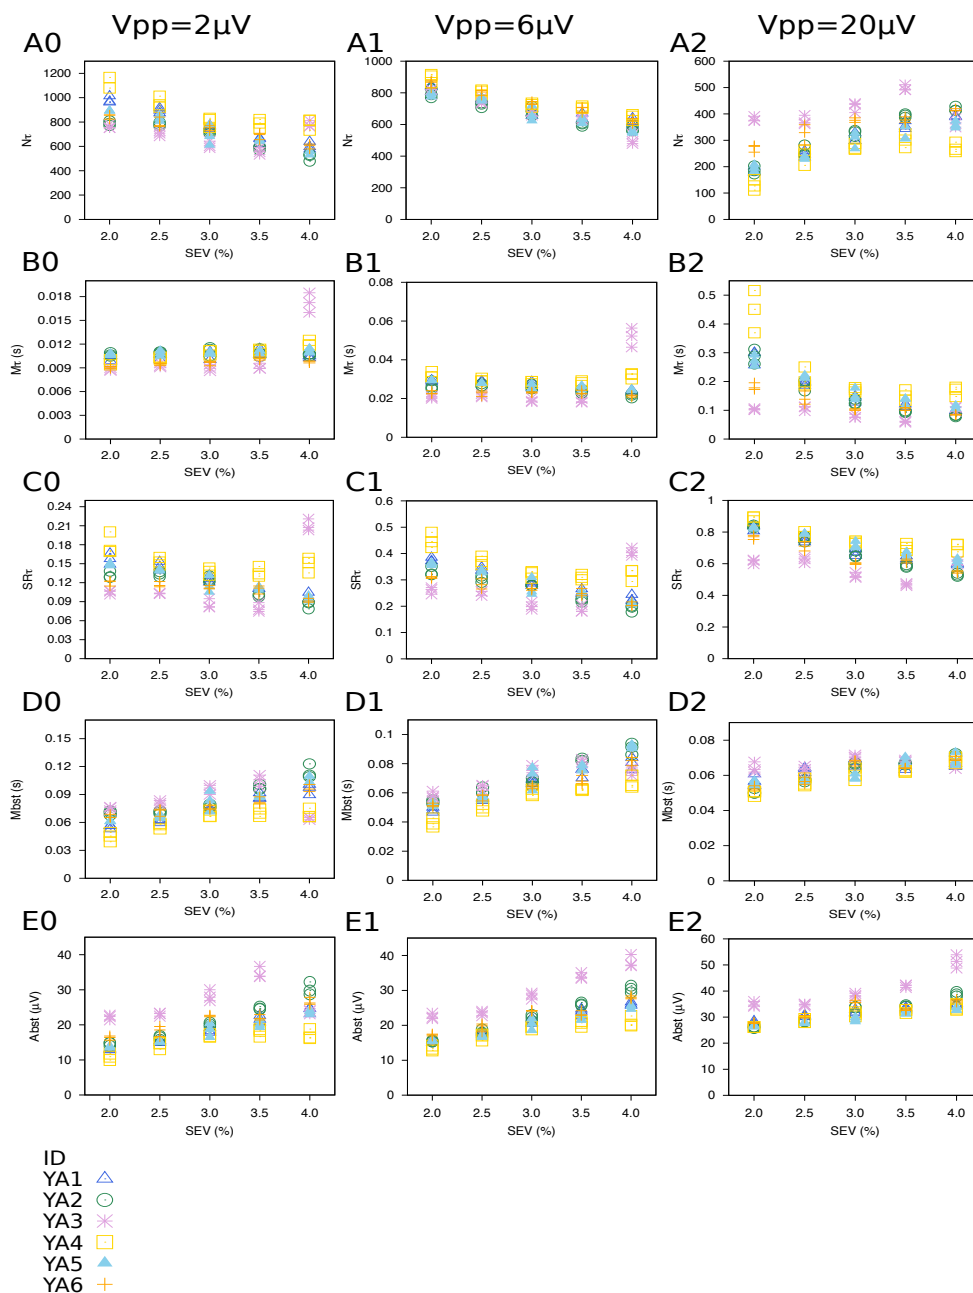 Vpp=2μV Vpp=6μV Vpp=20μV
A0 A1 A2
1200 1000 800 600 400 200 0
Nτ
2.0 2.5 3.0 3.5 4.0
SEV (%)
1000 800 600 400 200 0
Nτ
2.0 2.5 3.0 3.5 4.0
SEV (%)
600 500 400 300 200 100 0
Nτ
2.0 2.5 3.0 3.5 4.0
SEV (%)
B0 B1 B2
0.018 0.015 0.012 0.009 0.006 0.003 0
Mτ (s)
2.0 2.5 3.0 3.5 4.0
SEV (%)
0.08 0.06 0.04 0.02 0
Mτ (s)
2.0 2.5 3.0 3.5 4.0
SEV (%)
0.5 0.4 0.3 0.2 0.1 0
Mτ (s)
2.0 2.5 3.0 3.5 4.0
SEV (%)
C0 C1 C2
0.24 0.21 0.18 0.15 0.12 0.09 0.06 0.03 0
SRτ
2.0 2.5 3.0 3.5 4.0
SEV (%)
0.6 0.5 0.4 0.3 0.2 0.1 0
SRτ
2.0 2.5 3.0 3.5 4.0
SEV (%)
1 0.8 0.6 0.4 0.2 0
SRτ
2.0 2.5 3.0 3.5 4.0
SEV (%)
D0 D1 D2
0.15 0.12 0.09 0.06 0.03 0
Mbst (s)
2.0 2.5 3.0 3.5 4.0
SEV (%)
0.1 0.08 0.06 0.04 0.02 0
Mbst (s)
2.0 2.5 3.0 3.5 4.0
SEV (%)
0.08 0.06 0.04 0.02 0
Mbst (s)
2.0 2.5 3.0 3.5 4.0
SEV (%)
E0 E1 E2
40 30 20 10 0
Abst (μV)
2.0 2.5 3.0 3.5 4.0
SEV (%)
40 30 20 10 0
Abst (μV)
2.0 2.5 3.0 3.5 4.0
SEV (%)
60 50 40 30 20 10 0
Abst (μV)
2.0 2.5 3.0 3.5 4.0
SEV (%)
ID
YA1
YA2
YA3
YA4
YA5
YA6